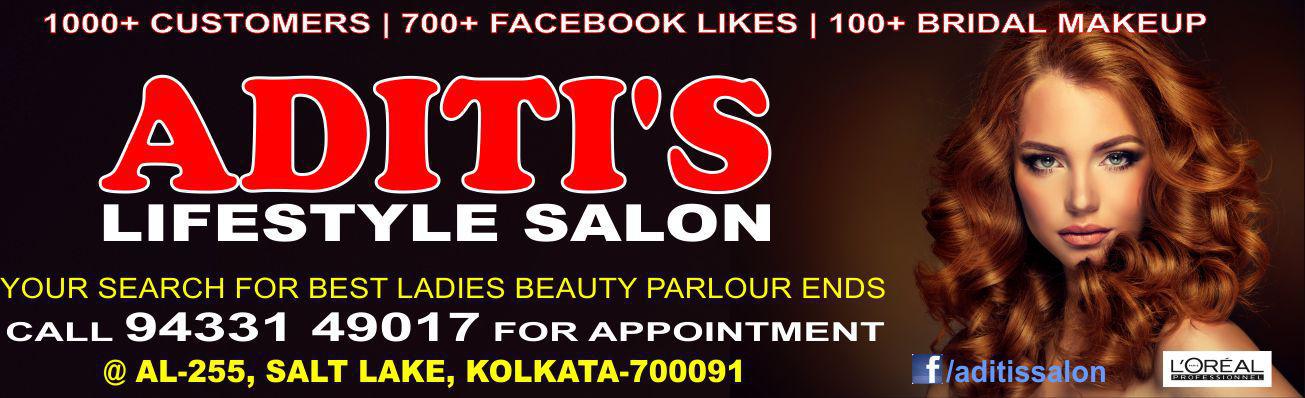 1000+ CUSTOMERS | 700+ FACEBOOK LIKES | 100+ BRIDAL MAKEUP
ADITI'S
LIFESTYLE SALON
YOUR SEARCH FOR BEST LADIES BEAUTY PARLOUR ENDS
CALL 94331 49017 FOR APPOINTMENT
@ AL-255, SALT LAKE, KOLKATA-700091
f /aditissalon
L'ORÉAL
PROFESSIONNEL